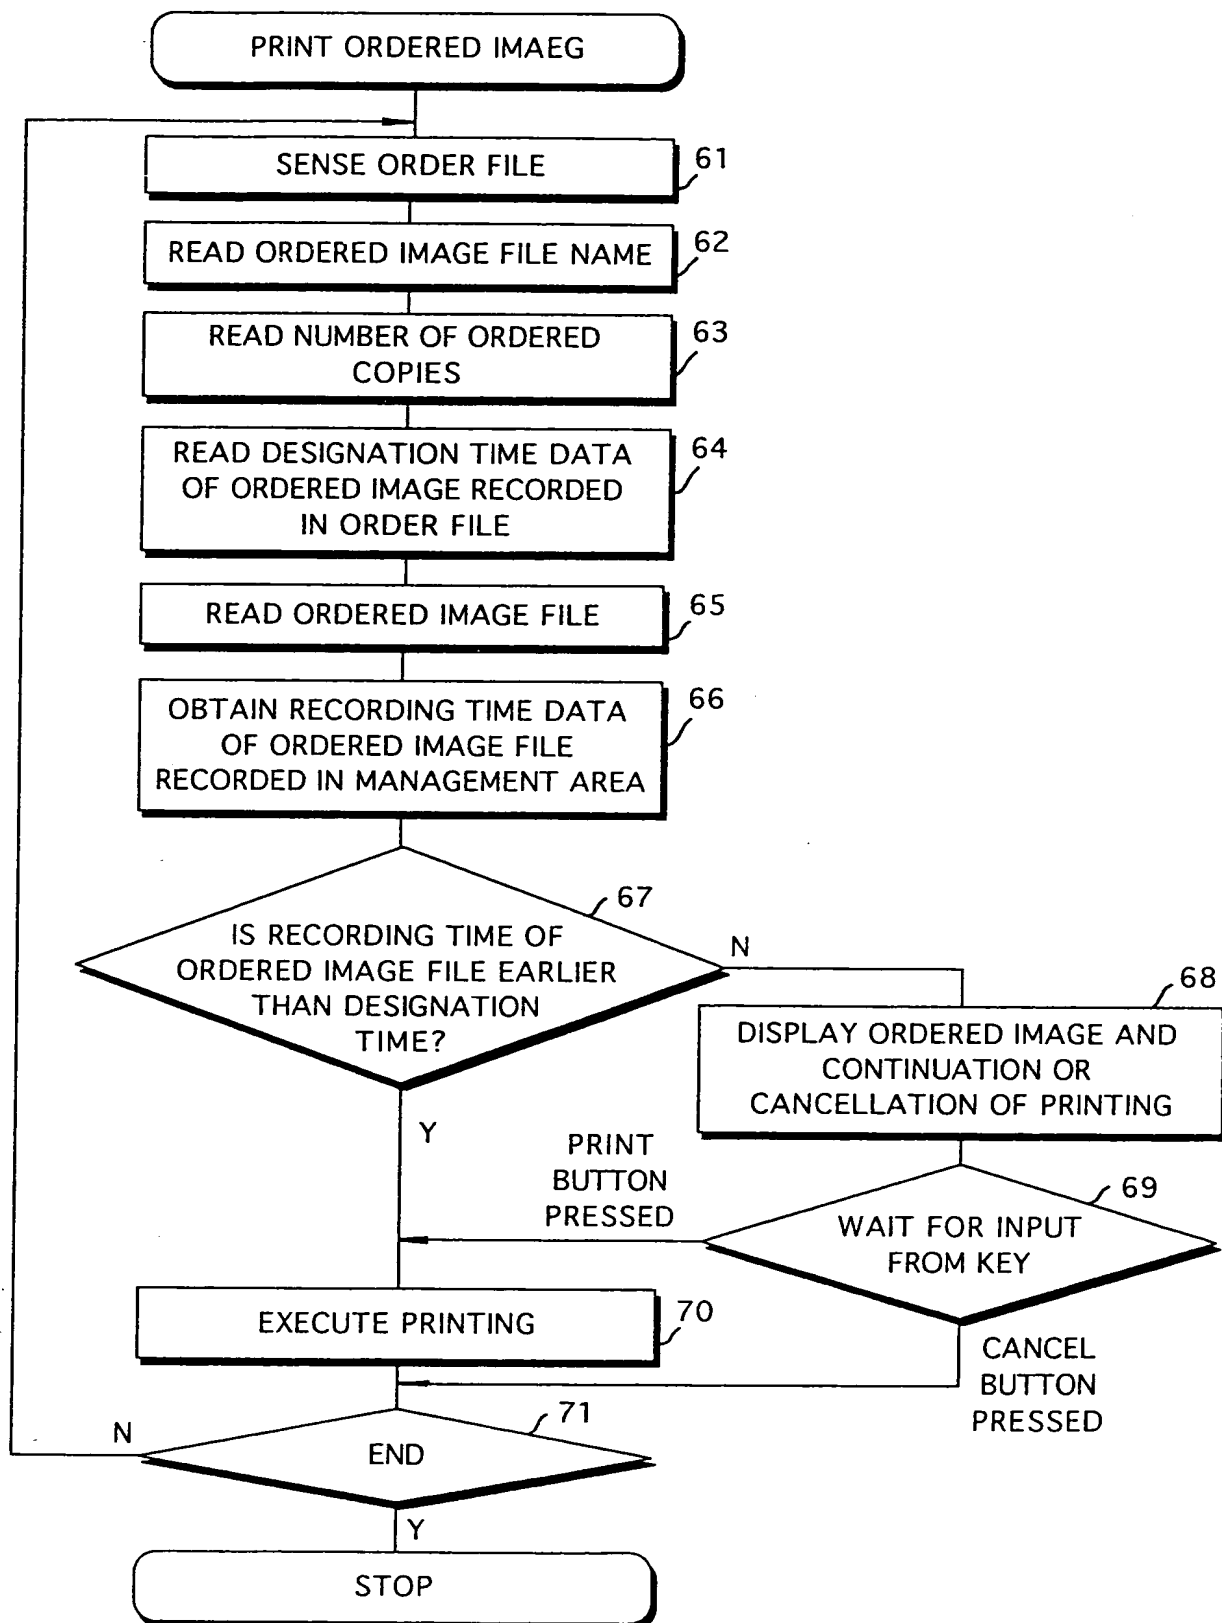 PRINT ORDERED IMAEG
SENSE ORDER FILE
61
READ ORDERED IMAGE FILE NAME
62
READ NUMBER OF ORDERED
COPIES
63
READ DESIGNATION TIME DATA
OF ORDERED IMAGE RECORDED
IN ORDER FILE
64
READ ORDERED IMAGE FILE
65
OBTAIN RECORDING TIME DATA
OF ORDERED IMAGE FILE
RECORDED IN MANAGEMENT AREA
66
67
IS RECORDING TIME OF
ORDERED IMAGE FILE EARLIER
THAN DESIGNATION
TIME?
N
Y
68
DISPLAY ORDERED IMAGE AND
CONTINUATION OR
CANCELLATION OF PRINTING
PRINT
BUTTON
PRESSED
69
WAIT FOR INPUT
FROM KEY
EXECUTE PRINTING
70
CANCEL
BUTTON
PRESSED
71
N
END
Y
STOP